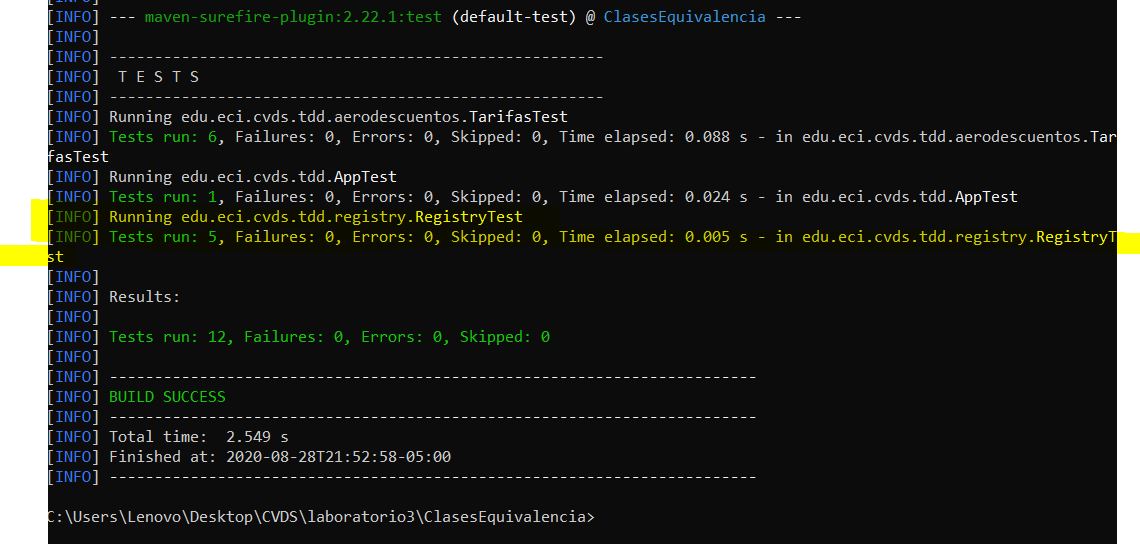 [INFO] --- maven-surefire-plugin:2.22.1:test (default-test) @ ClasesEquivalencia ---
[INFO]
[INFO] -------------------------------------------------------
[INFO]  T E S T S
[INFO] -------------------------------------------------------
[INFO] Running edu.eci.cvds.tdd.aerodescuentos.TarifasTest
[INFO] Tests run: 6, Failures: 0, Errors: 0, Skipped: 0, Time elapsed: 0.088 s - in edu.eci.cvds.tdd.aerodescuentos.Tar
fasTest
[INFO] Running edu.eci.cvds.tdd.AppTest
[INFO] Tests run: 1, Failures: 0, Errors: 0, Skipped: 0, Time elapsed: 0.024 s - in edu.eci.cvds.tdd.AppTest
[INFO] Running edu.eci.cvds.tdd.registry.RegistryTest
[INFO] Tests run: 5, Failures: 0, Errors: 0, Skipped: 0, Time elapsed: 0.005 s - in edu.eci.cvds.tdd.registry.RegistryT
st
[INFO]
[INFO] Results:
[INFO]
[INFO] Tests run: 12, Failures: 0, Errors: 0, Skipped: 0
[INFO]
[INFO] ------------------------------------------------------------------------
[INFO] BUILD SUCCESS
[INFO] ------------------------------------------------------------------------
[INFO] Total time:  2.549 s
[INFO] Finished at: 2020-08-28T21:52:58-05:00
[INFO] ------------------------------------------------------------------------
C:\Users\Lenovo\Desktop\CVDS\laboratorio3\ClasesEquivalencia>